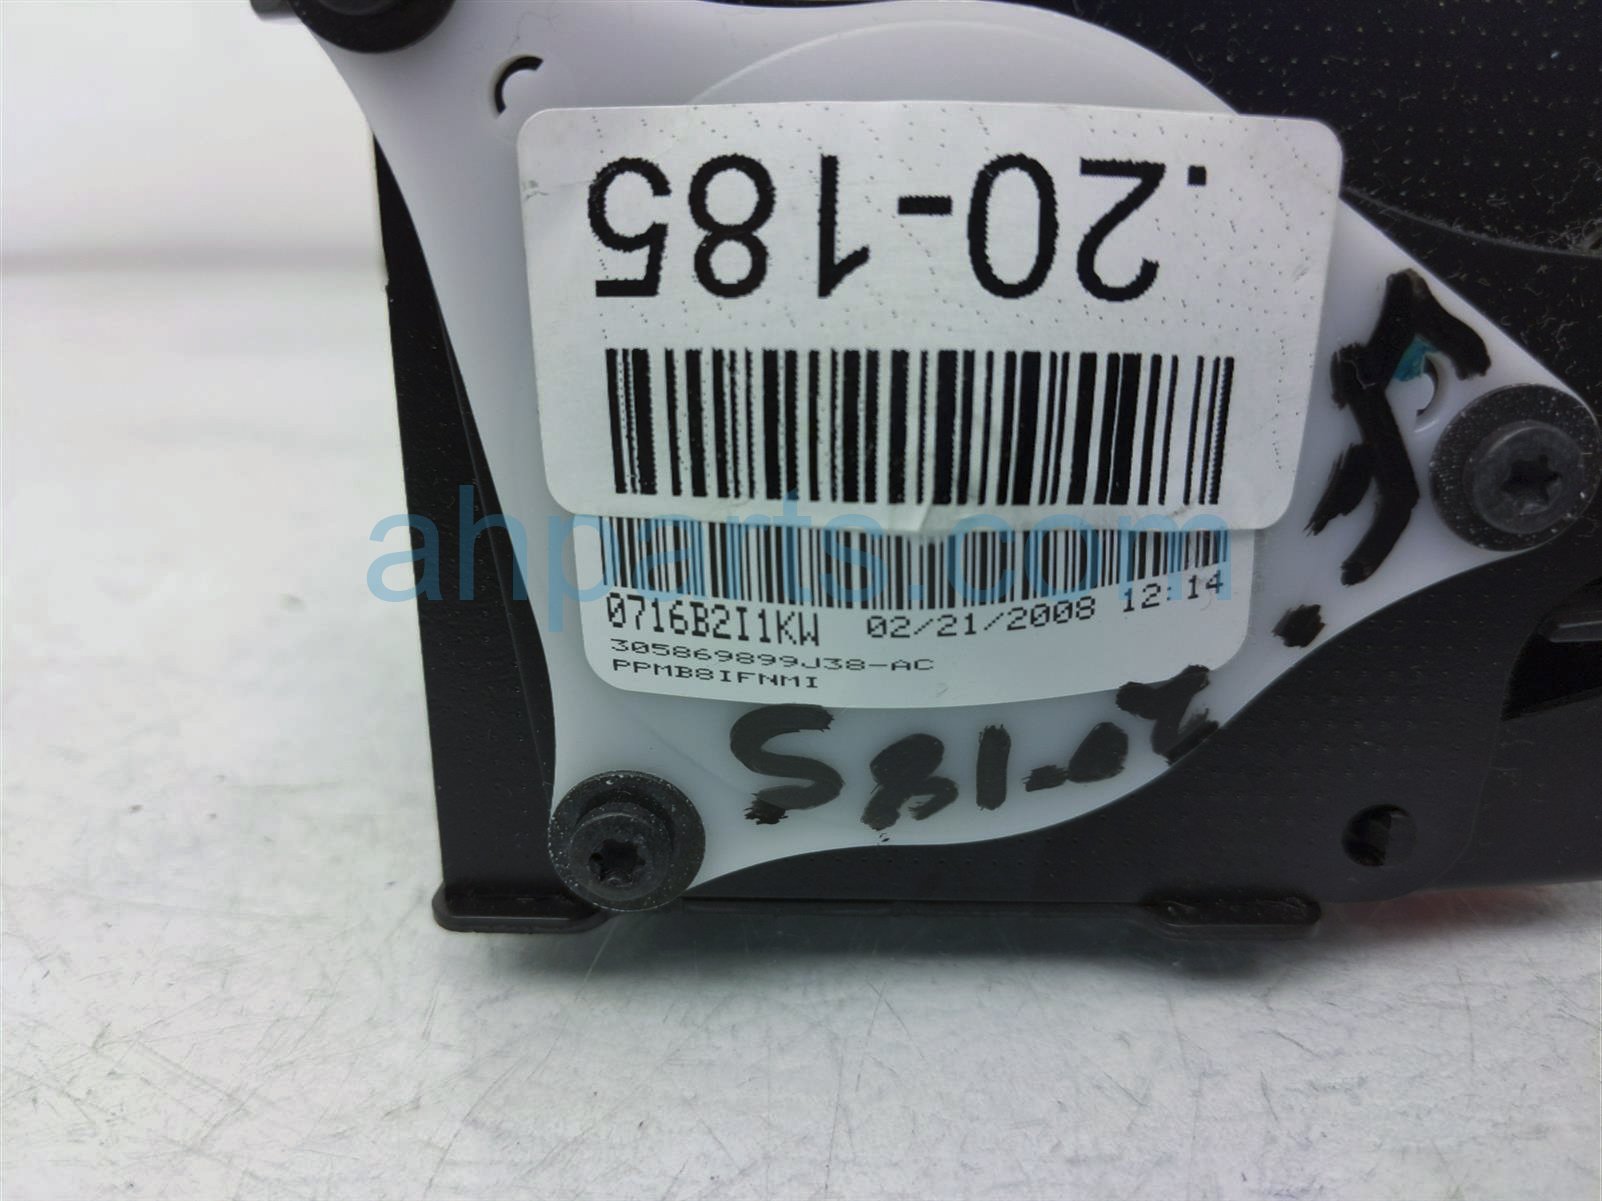 .20-185
0716B2I1KW 02/21/2008 12:14
305869899J38-AC
PPMB8IFNMI
20-185
ahparts.com